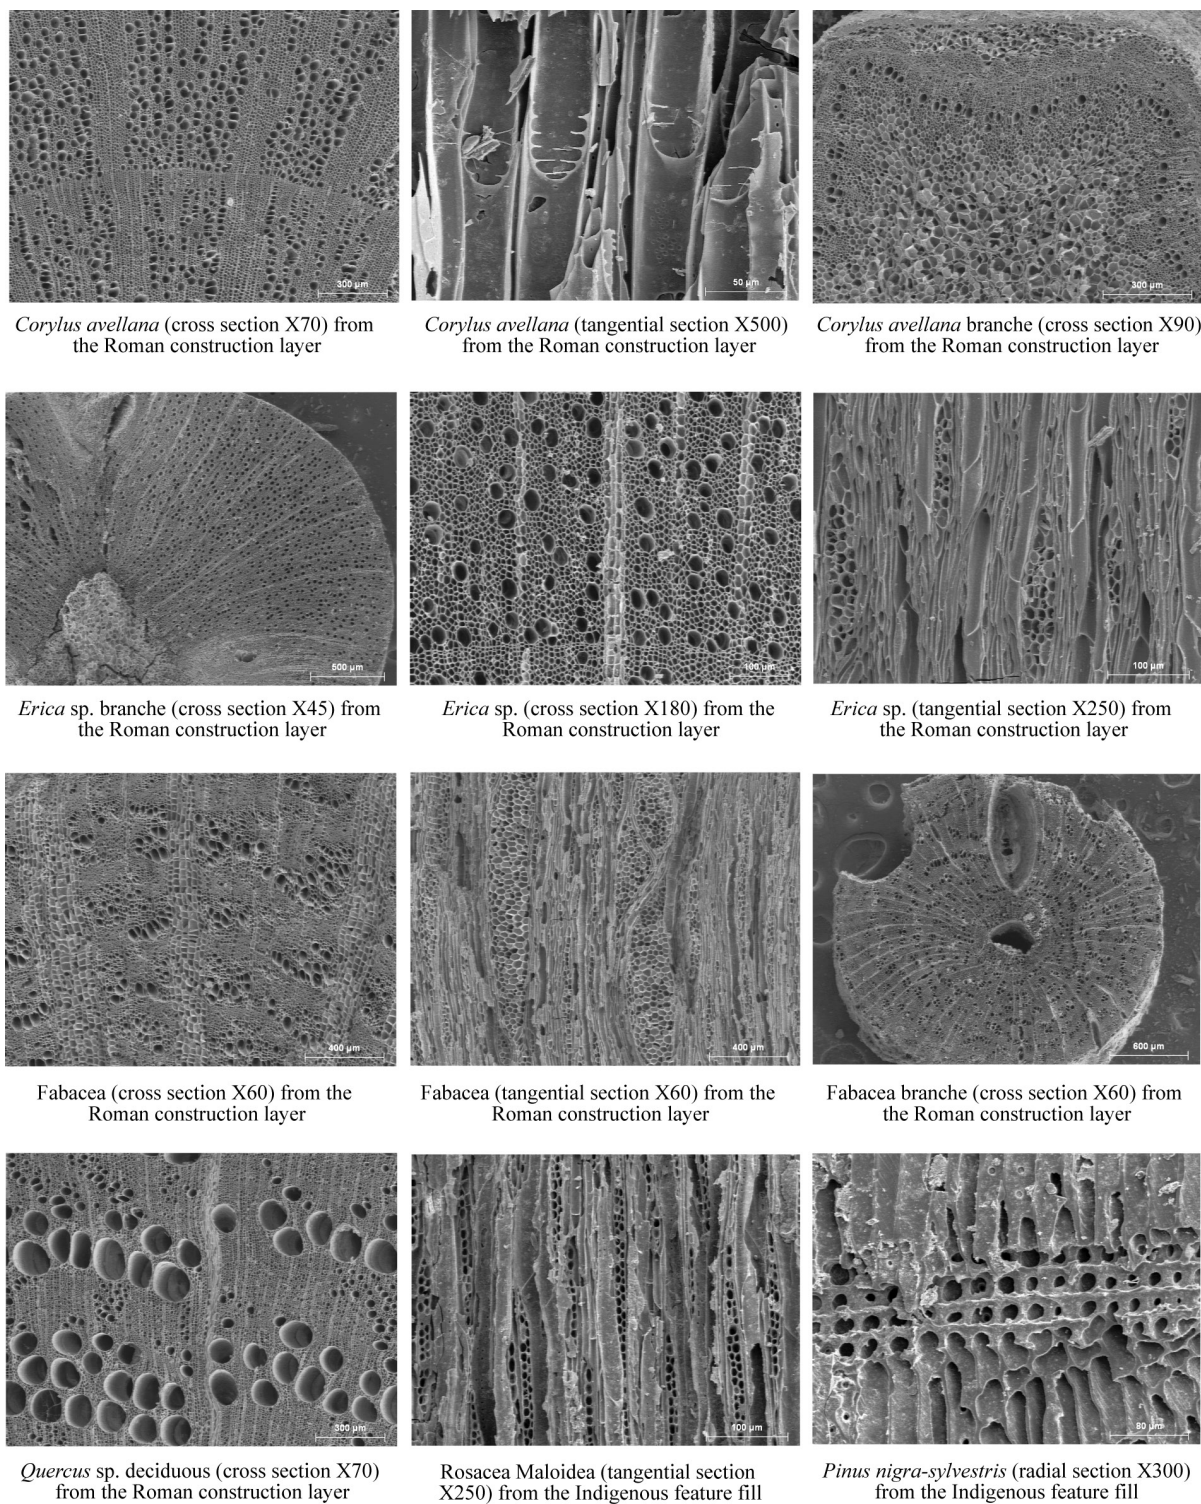 300 µm
50 µm
300 µm
Corylus avellana (cross section X70) from
the Roman construction layer
Corylus avellana (tangential section X500)
from the Roman construction layer
Corylus avellana branche (cross section X90)
from the Roman construction layer
500 µm
100 µm
100 µm
Erica sp. branche (cross section X45) from
the Roman construction layer
Erica sp. (cross section X180) from the
Roman construction layer
Erica sp. (tangential section X250) from
the Roman construction layer
400 µm
400 µm
600 µm
Fabacea (cross section X60) from the
Roman construction layer
Fabacea (tangential section X60) from the
Roman construction layer
Fabacea branche (cross section X60) from
the Roman construction layer
300 µm
100 µm
80 µm
Quercus sp. deciduous (cross section X70)
from the Roman construction layer
Rosacea Maloidea (tangential section
X250) from the Indigenous feature fill
Pinus nigra-sylvestris (radial section X300)
from the Indigenous feature fill